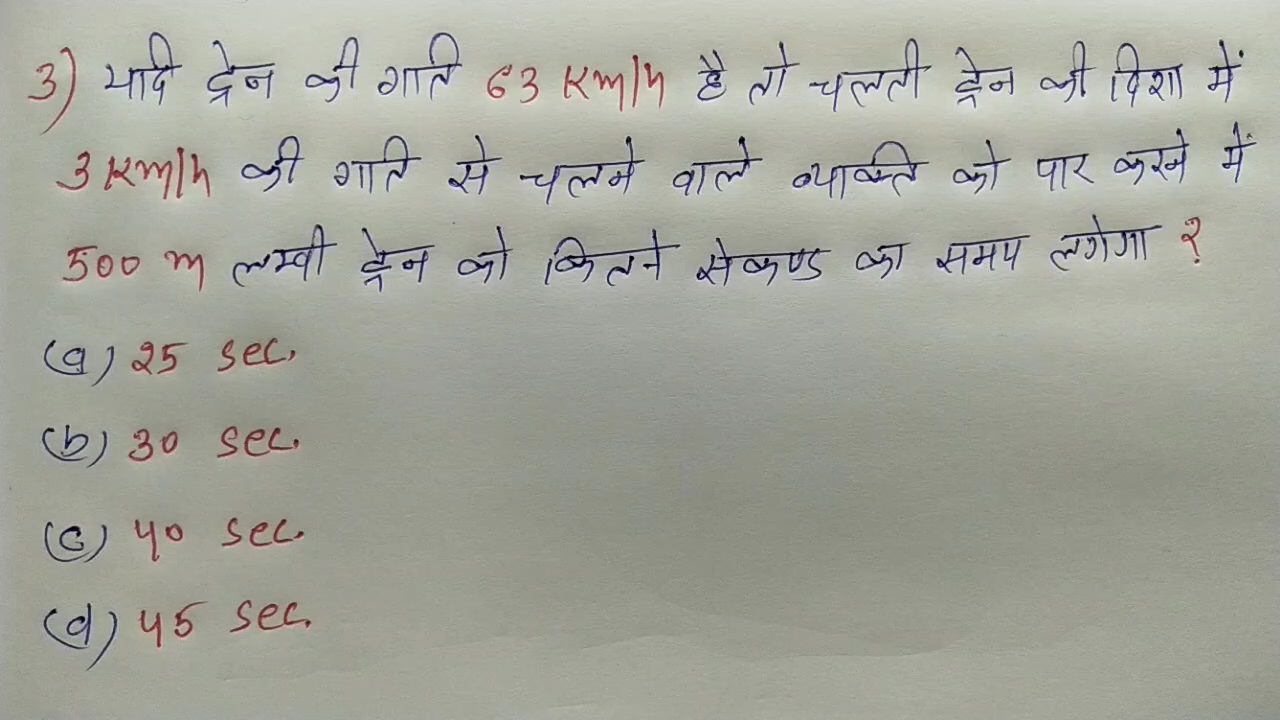 3) यदि ट्रेन की गति 63 Km/h है तो चलती ट्रेन की दिशा में
3 Km/h की गति से चलने वाले व्यक्ति को पार करने में
500 m लम्बी ट्रेन को कितने सेकण्ड का समय लगेगा ?
(a) 25 sec.
(b) 30 sec.
(c) 40 sec.
(d) 45 sec.